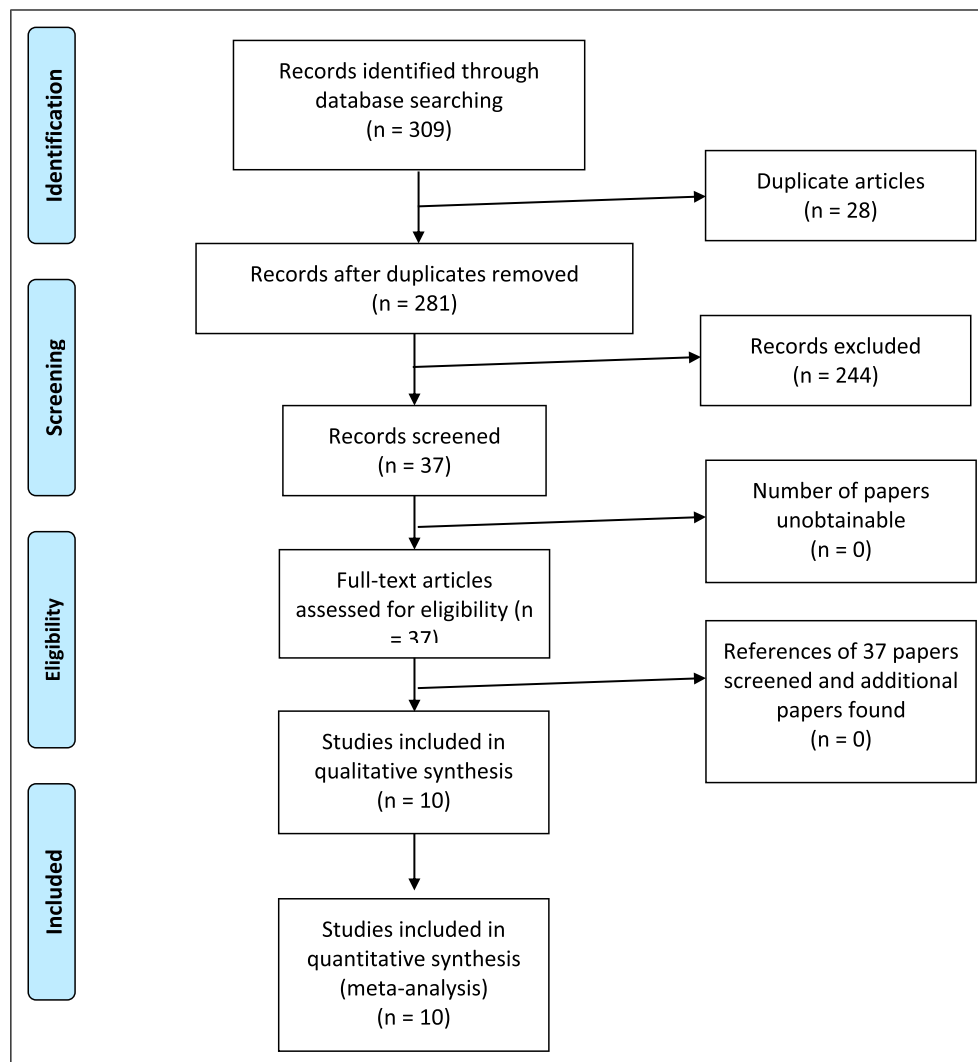 Identification
Records identified through
database searching
(n = 309)
Duplicate articles
(n = 28)
Records after duplicates removed
(n = 281)
Screening
Records excluded
(n = 244)
Records screened
(n = 37)
Number of papers
unobtainable
(n = 0)
Eligibility
Full-text articles
assessed for eligibility (n
= 37)
References of 37 papers
screened and additional
papers found
(n = 0)
Studies included in
qualitative synthesis
(n = 10)
Included
Studies included in
quantitative synthesis
(meta-analysis)
(n = 10)